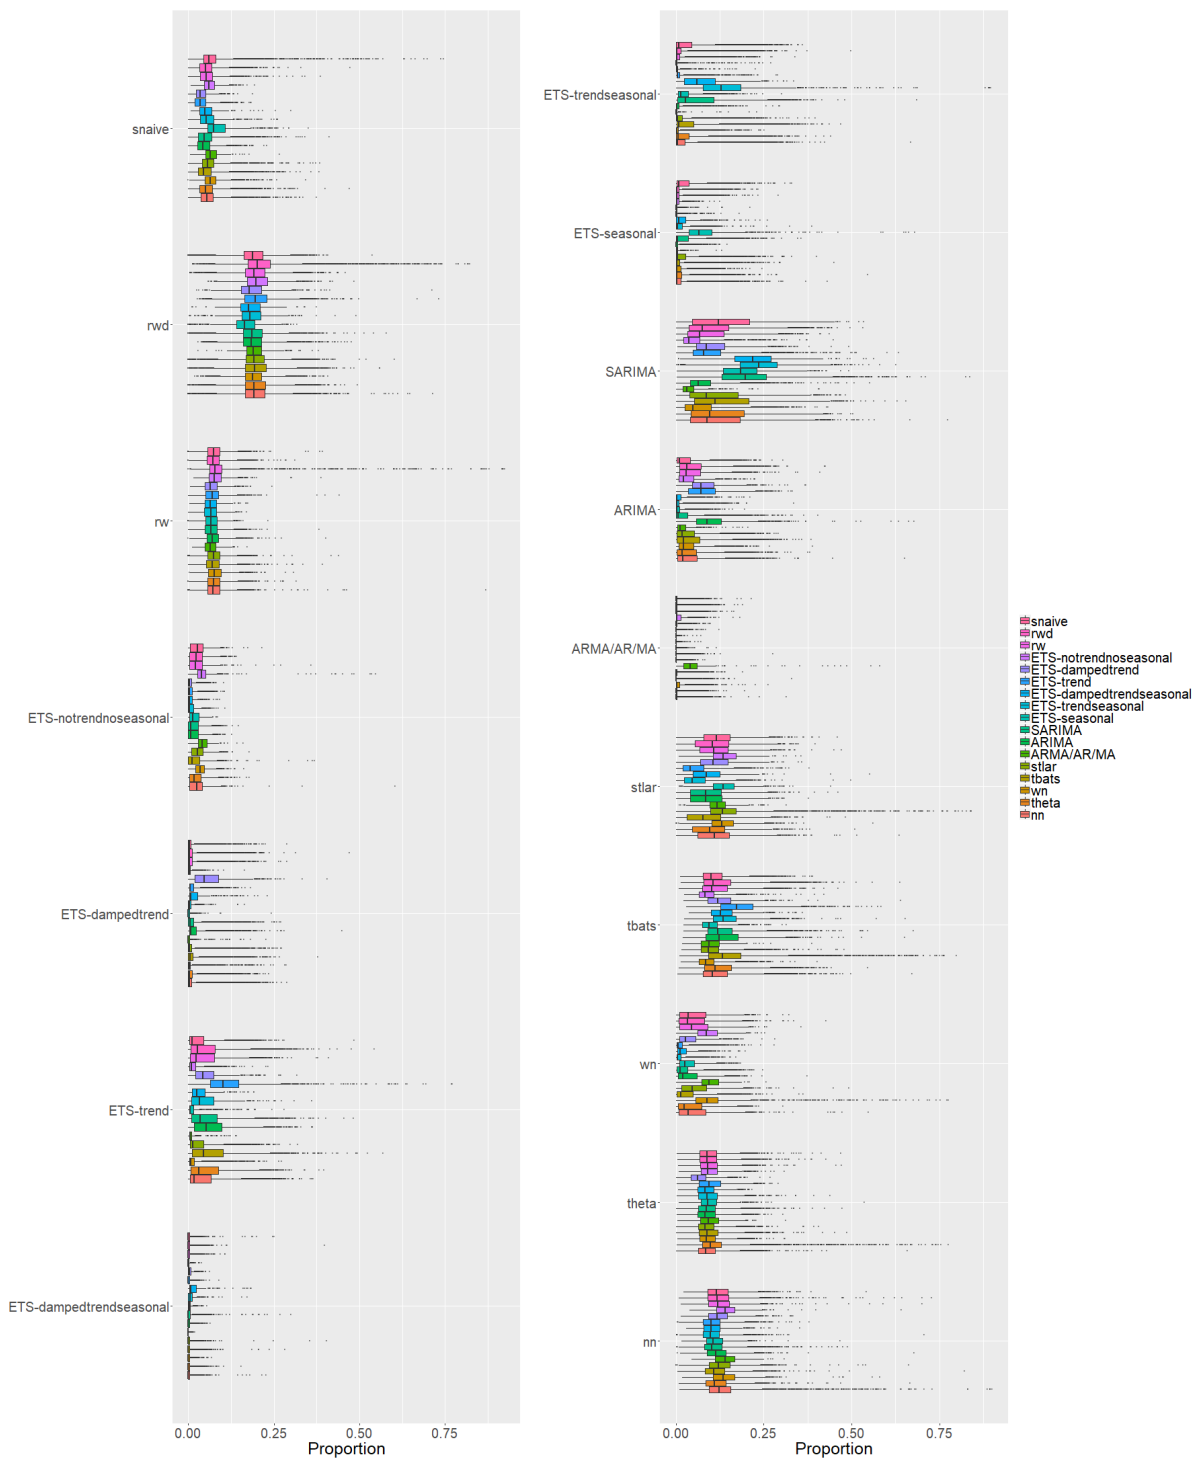 snaive
rwd
rw
ETS-notrendnoseasonal
ETS-dampedtrend
ETS-trend
ETS-dampedtrendseasonal
0.00 0.25 0.50 0.75
Proportion
ETS-trendseasonal
ETS-seasonal
SARIMA
ARIMA
ARMA/AR/MA
stlar
tbats
wn
theta
nn
0.00 0.25 0.50 0.75
Proportion
snaive
rwd
rw
ETS-notrendnoseasonal
ETS-dampedtrend
ETS-trend
ETS-dampedtrendseasonal
ETS-trendseasonal
ETS-seasonal
SARIMA
ARIMA
ARMA/AR/MA
stlar
tbats
wn
theta
nn